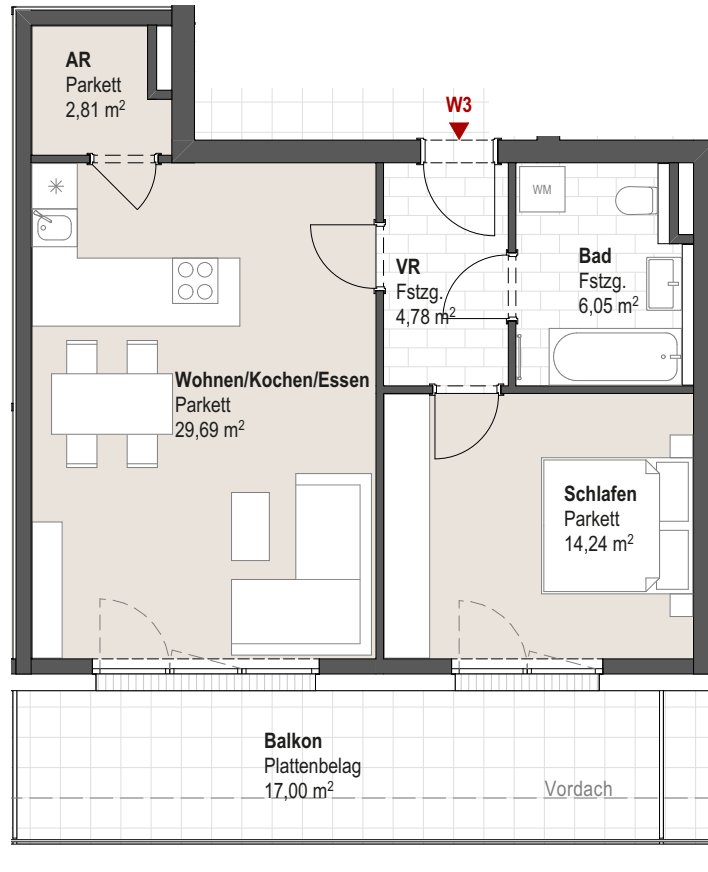 AR
Parkett
2,81 m²
W3
WM
Bad
Fstzg.
6,05 m²
VR
Fstzg.
4,78 m²
Wohnen/Kochen/Essen
Parkett
29,69 m²
Schlafen
Parkett
14,24 m²
Balkon
Plattenbelag
17,00 m²
Vordach